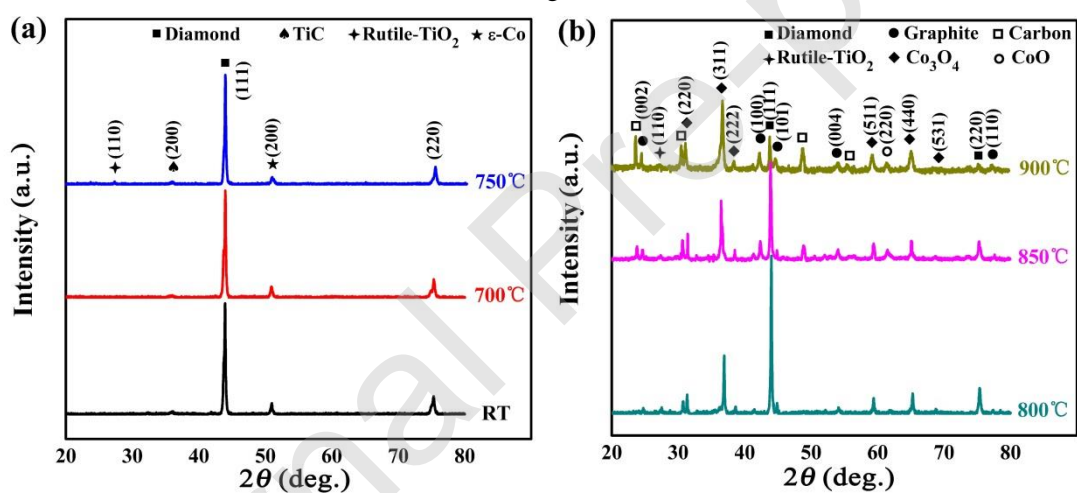 (a)
■ Diamond ♠ TiC ✦ Rutile-TiO₂ ★ ε-Co
(111)
(110)
(200)
(200)
(220)
750℃
700℃
RT
Intensity (a.u.)
20 30 40 50 60 70 80
2θ (deg.)
(b)
■ Diamond ● Graphite □ Carbon
✦ Rutile-TiO₂ ◆ Co₃O₄ ○ CoO
(002)
(110)
(220)
(311)
(222)
(100)
(111)
(101)
(004)
(511)
(220)
(440)
(531)
(220)
(110)
900℃
850℃
800℃
Intensity (a.u.)
20 30 40 50 60 70 80
2θ (deg.)
nal Pre-p